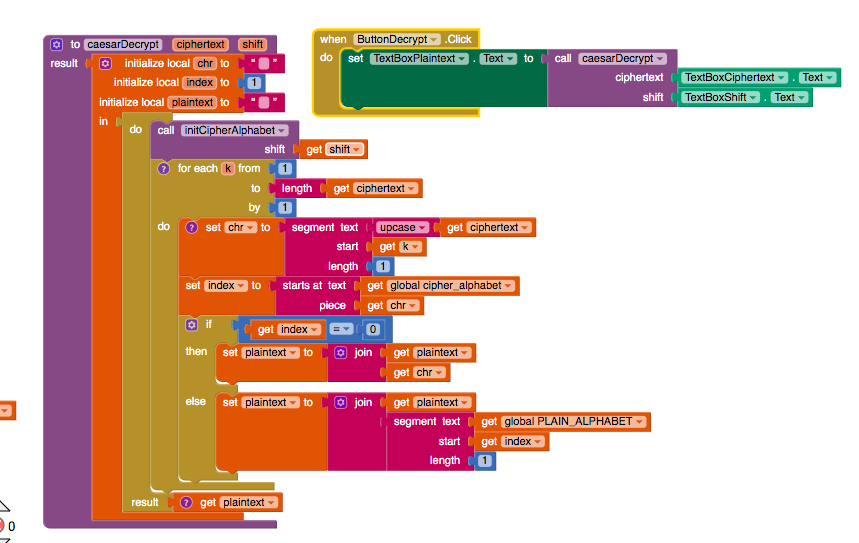 to caesarDecrypt ciphertext shift
result initialize local chr to " "
initialize local index to 1
initialize local plaintext to " "
in do call initCipherAlphabet
shift get shift
? for each k from 1
to length get ciphertext
by 1
do ? set chr to segment text upcase get ciphertext
start get k
length 1
set index to starts at text get global cipher_alphabet
piece get chr
if get index = 0
then set plaintext to join get plaintext
get chr
else set plaintext to join get plaintext
segment text get global PLAIN_ALPHABET
start get index
length 1
result ? get plaintext
when ButtonDecrypt .Click
do set TextBoxPlaintext . Text to call caesarDecrypt
ciphertext TextBoxCiphertext . Text
shift TextBoxShift . Text
0